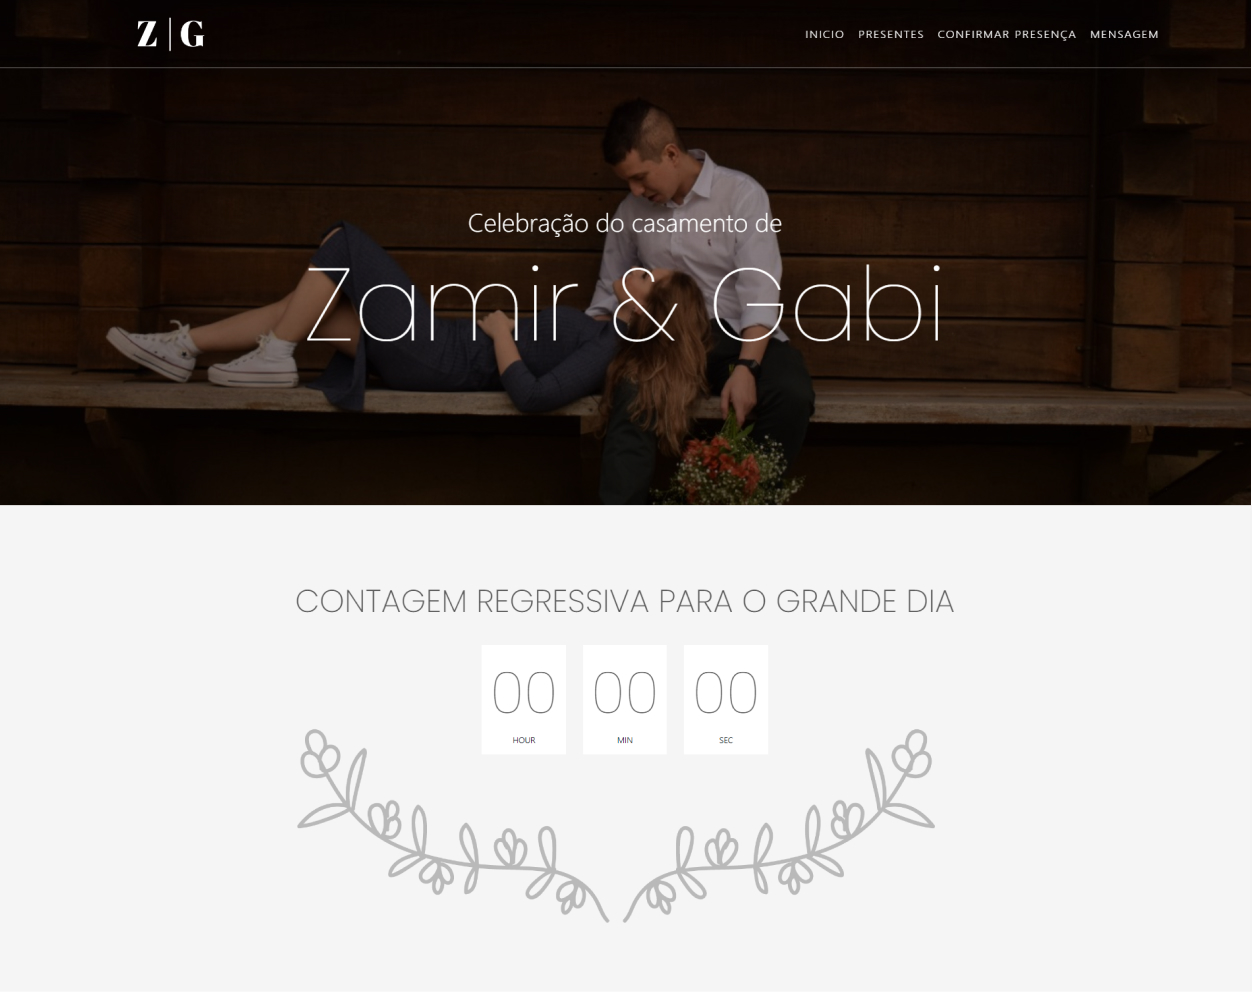 Z|G
INICIO PRESENTES CONFIRMAR PRESENÇA MENSAGEM
Celebração do casamento de
Zamir & Gabi
CONTAGEM REGRESSIVA PARA O GRANDE DIA
00 00 00
HOUR MIN SEC